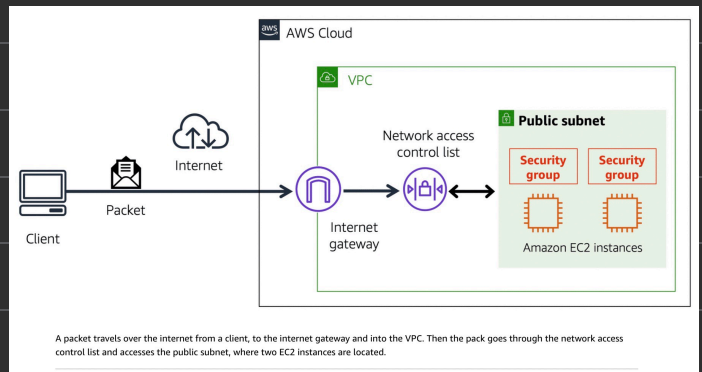 aws
AWS Cloud
VPC
Network access
control list
Public subnet
Security
group
Security
group
Internet
Packet
Client
Internet
gateway
Amazon EC2 instances
A packet travels over the internet from a client, to the internet gateway and into the VPC. Then the pack goes through the network access
control list and accesses the public subnet, where two EC2 instances are located.